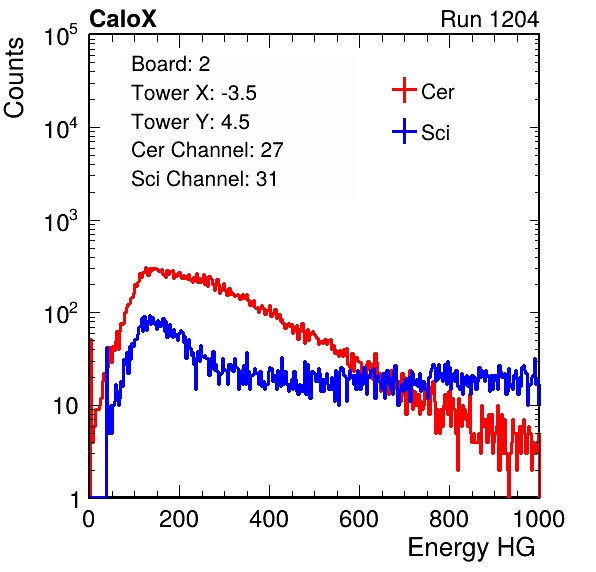 CaloX Run 1204
Counts
Board: 2
Tower X: -3.5
Tower Y: 4.5
Cer Channel: 27
Sci Channel: 31
Cer
Sci
10^5
10^4
10^3
10^2
10
1
0 200 400 600 800 1000
Energy HG